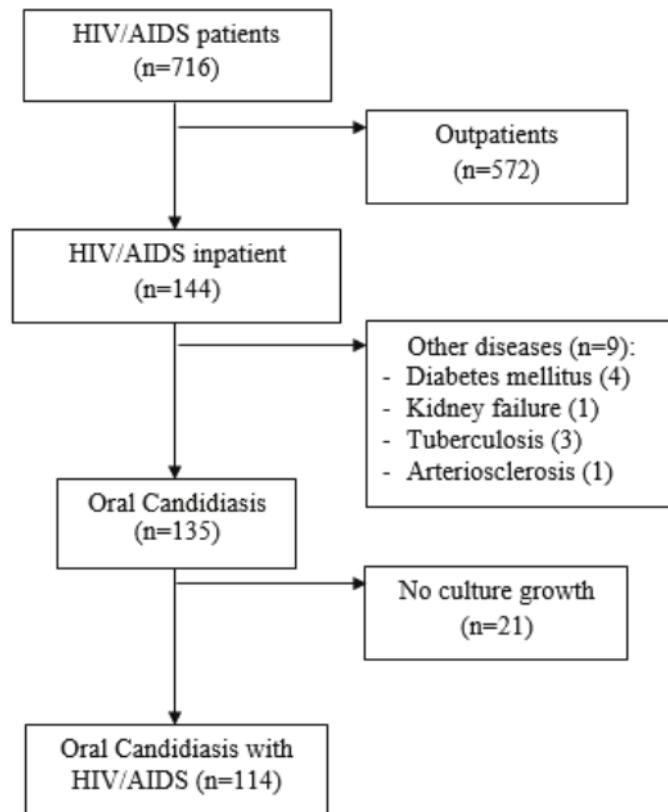 HIV/AIDS patients
(n=716)
Outpatients
(n=572)
HIV/AIDS inpatient
(n=144)
Other diseases (n=9):
- Diabetes mellitus (4)
- Kidney failure (1)
- Tuberculosis (3)
- Arteriosclerosis (1)
Oral Candidiasis
(n=135)
No culture growth
(n=21)
Oral Candidiasis with
HIV/AIDS (n=114)